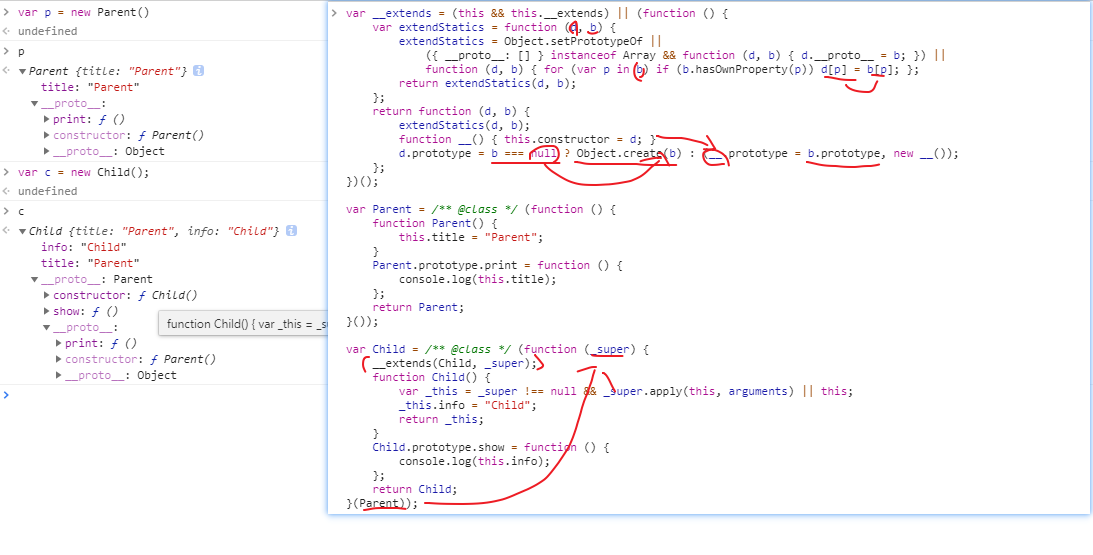 var p = new Parent()
undefined
p
Parent {title: "Parent"} i
title: "Parent"
__proto__:
print: ƒ ()
constructor: ƒ Parent()
__proto__: Object
var c = new Child();
undefined
c
Child {title: "Parent", info: "Child"} i
info: "Child"
title: "Parent"
__proto__: Parent
constructor: ƒ Child()
show: ƒ ()
__proto__:
print: ƒ ()
constructor: ƒ Parent()
__proto__: Object
function Child() { var _this = _su
var __extends = (this && this.__extends) || (function () {
var extendStatics = function (d, b) {
extendStatics = Object.setPrototypeOf ||
({ __proto__: [] } instanceof Array && function (d, b) { d.__proto__ = b; }) ||
function (d, b) { for (var p in b) if (b.hasOwnProperty(p)) d[p] = b[p]; };
return extendStatics(d, b);
};
return function (d, b) {
extendStatics(d, b);
function __() { this.constructor = d; }
d.prototype = b === null ? Object.create(b) : (__.prototype = b.prototype, new __());
};
})();
var Parent = /** @class */ (function () {
function Parent() {
this.title = "Parent";
}
Parent.prototype.print = function () {
console.log(this.title);
};
return Parent;
}());
var Child = /** @class */ (function (_super) {
__extends(Child, _super);
function Child() {
var _this = _super !== null && _super.apply(this, arguments) || this;
_this.info = "Child";
return _this;
}
Child.prototype.show = function () {
console.log(this.info);
};
return Child;
}(Parent));